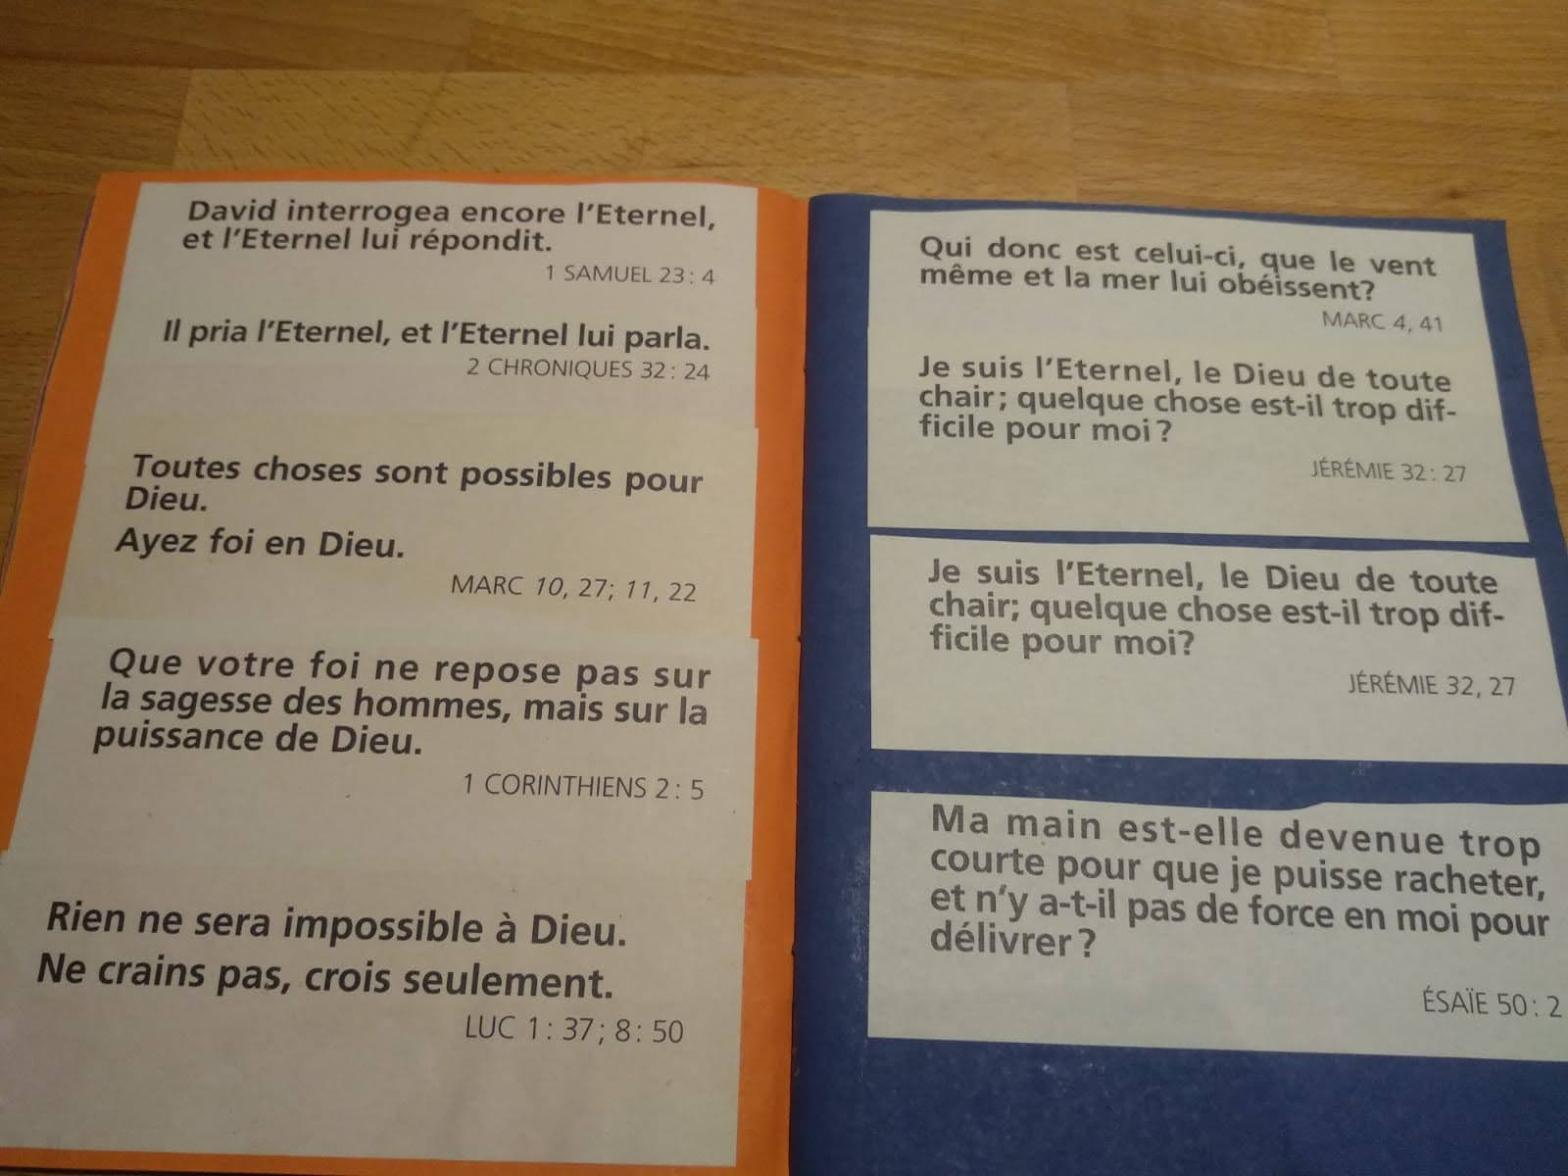 David interrogea encore l'Eternel,
et l'Eternel lui répondit.
1 SAMUEL 23 : 4
Il pria l'Eternel, et l'Eternel lui parla.
2 CHRONIQUES 32 : 24
Toutes choses sont possibles pour
Dieu.
Ayez foi en Dieu.
MARC 10, 27; 11, 22
Que votre foi ne repose pas sur
la sagesse des hommes, mais sur la
puissance de Dieu.
1 CORINTHIENS 2 : 5
Rien ne sera impossible à Dieu.
Ne crains pas, crois seulement.
LUC 1 : 37 ; 8 : 50
Qui donc est celui-ci, que le vent
même et la mer lui obéissent?
MARC 4, 41
Je suis l'Eternel, le Dieu de toute
chair ; quelque chose est-il trop dif-
ficile pour moi ?
JÉRÉMIE 32 : 27
Je suis l'Eternel, le Dieu de toute
chair; quelque chose est-il trop dif-
ficile pour moi?
JÉRÉMIE 32, 27
Ma main est-elle devenue trop
courte pour que je puisse racheter,
et n'y a-t-il pas de force en moi pour
délivrer ?
ÉSAÏE 50 : 2